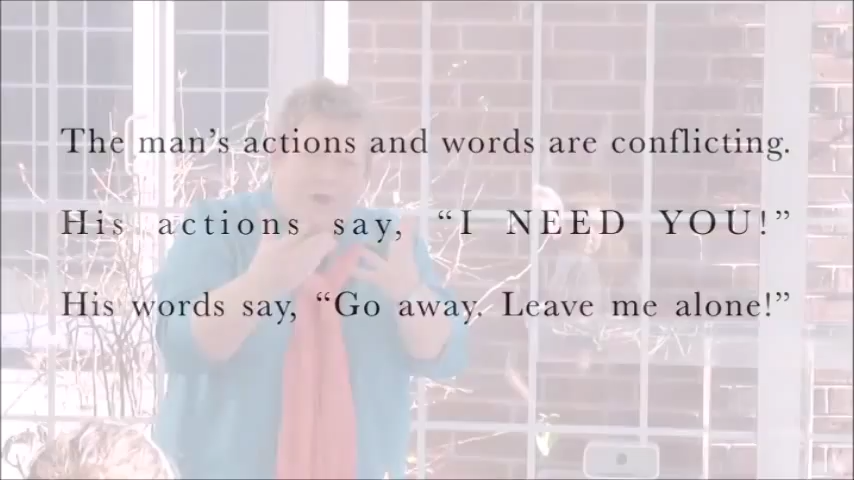 The man's actions and words are conflicting.
His actions say, “I NEED YOU!”
His words say, “Go away. Leave me alone!”